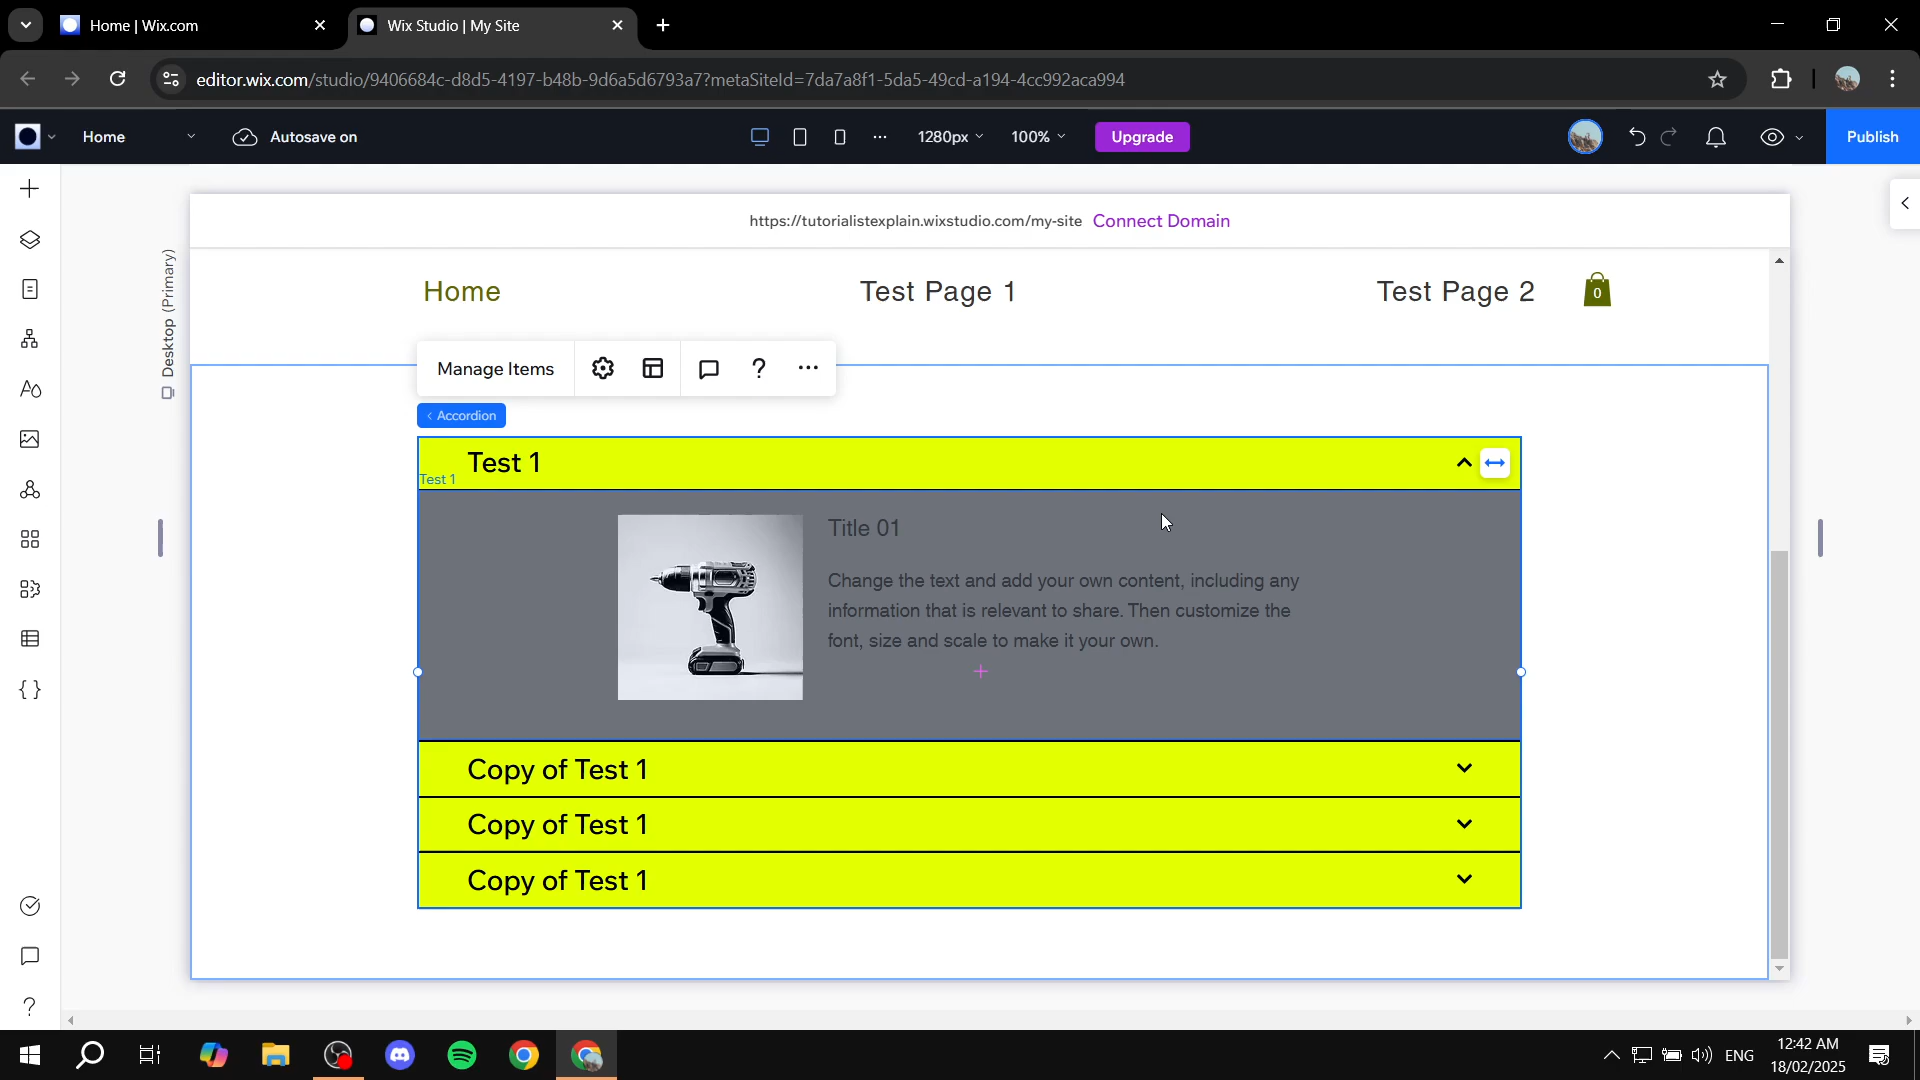 Home | Wix.com
Wix Studio | My Site
editor.wix.com/studio/9406684c-d8d5-4197-b48b-9d6a5d6793a7?metaSiteId=7da7a8f1-5da5-49cd-a194-4cc992aca994
Home
Autosave on
1280px
100%
Upgrade
Publish
https://tutorialistexplain.wixstudio.com/my-site Connect Domain
Desktop (Primary)
Home
Test Page 1
Test Page 2
0
Manage Items
< Accordion
Test 1
Test 1
Title 01
Change the text and add your own content, including any
information that is relevant to share. Then customize the
font, size and scale to make it your own.
Copy of Test 1
Copy of Test 1
Copy of Test 1
ENG
12:42 AM
18/02/2025